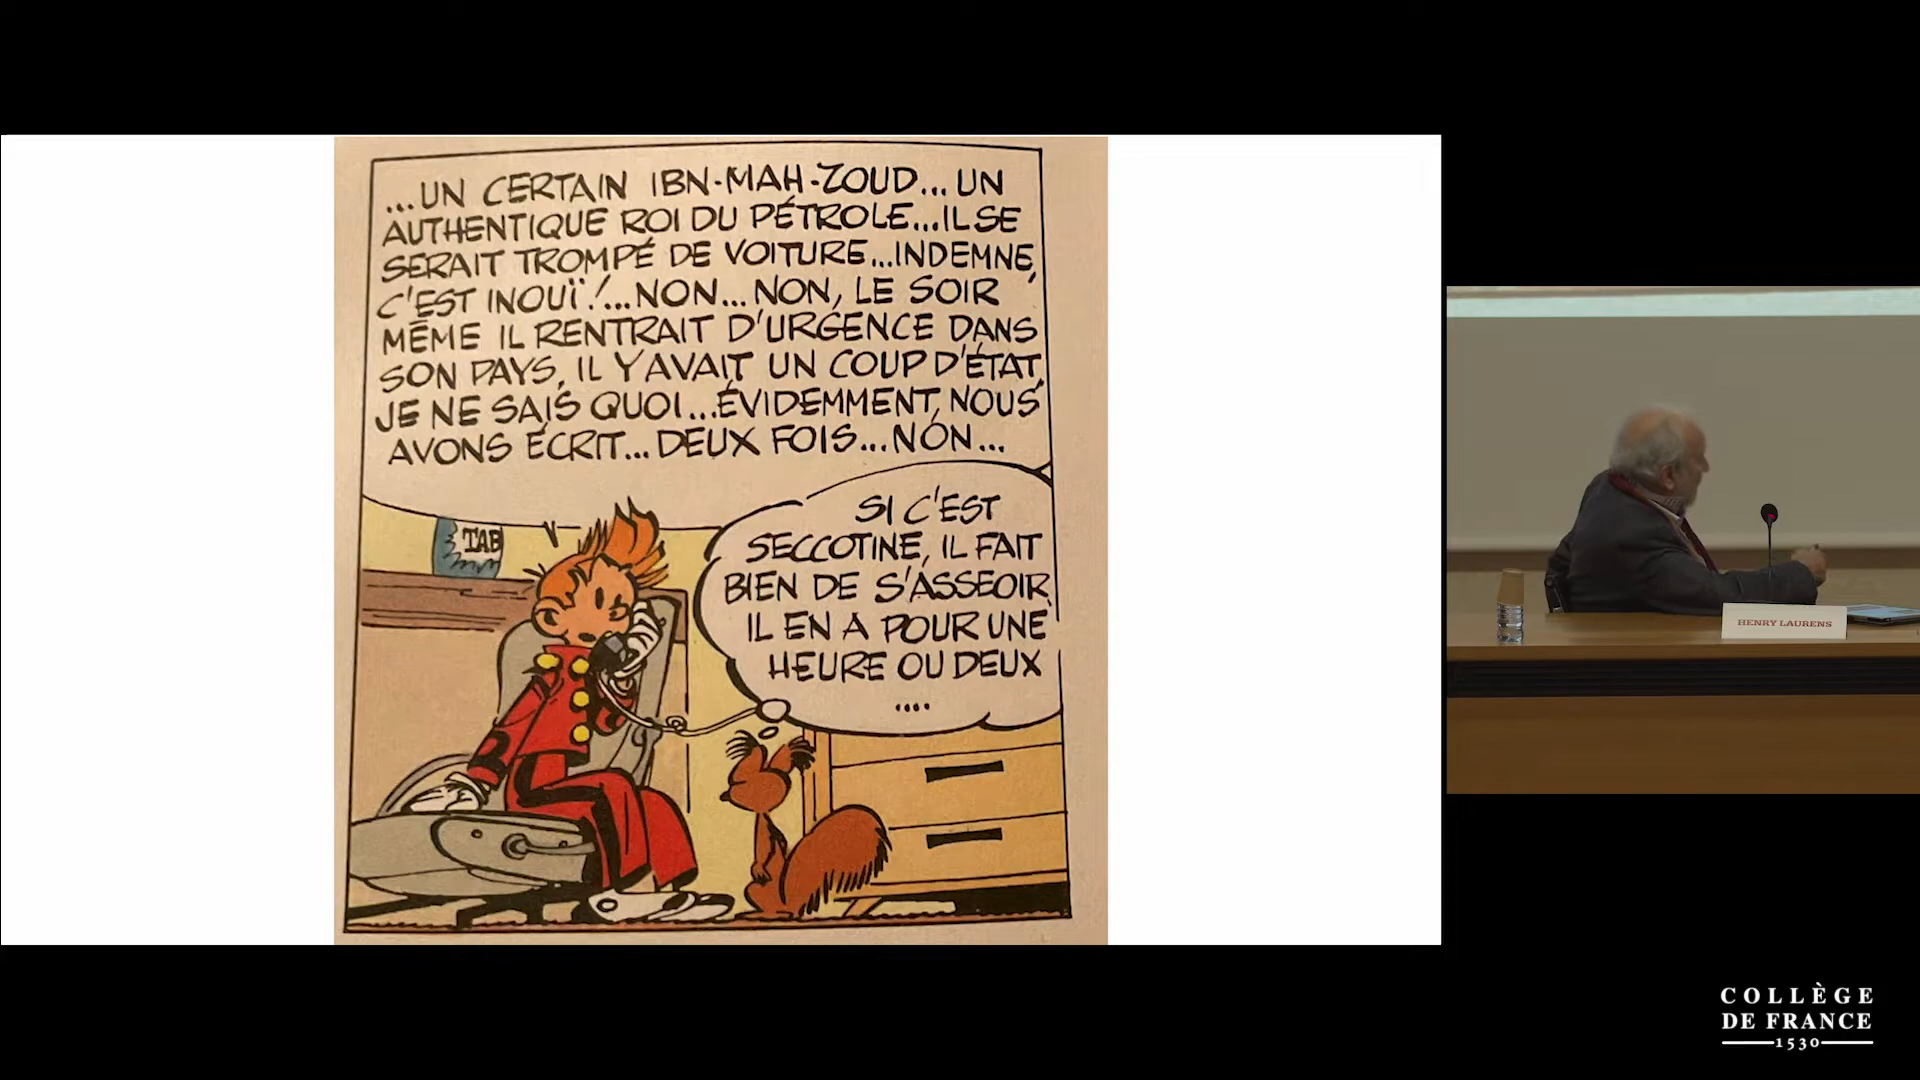 ...UN CERTAIN IBN-MAH-ZOUD...UN
AUTHENTIQUE ROI DU PÉTROLE...IL SE
SERAIT TROMPÉ DE VOITURE...INDEMNE,
C'EST INOUÏ!...NON...NON, LE SOIR
MÊME IL RENTRAIT D'URGENCE DANS
SON PAYS, IL Y AVAIT UN COUP D'ÉTAT,
JE NE SAIS QUOI...ÉVIDEMMENT, NOUS
AVONS ÉCRIT...DEUX FOIS...NON...
SI C'EST
SECCOTINE, IL FAIT
BIEN DE S'ASSEOIR,
IL EN A POUR UNE
HEURE OU DEUX
....
TAB
HENRY LAURENS
COLLÈGE
DE FRANCE
1530